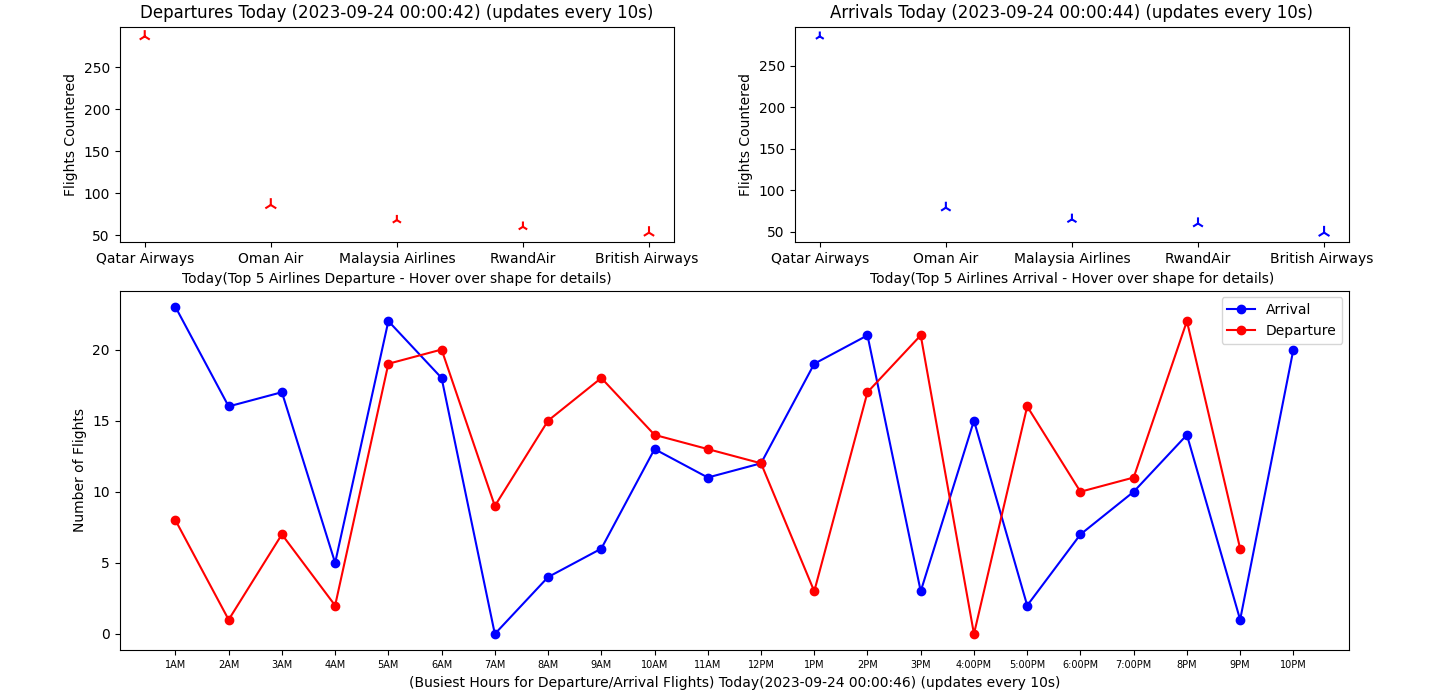 Departures Today (2023-09-24 00:00:42) (updates every 10s)
Flights Countered
250
200
150
100
50
Qatar Airways Oman Air Malaysia Airlines RwandAir British Airways
Today(Top 5 Airlines Departure - Hover over shape for details)
Arrivals Today (2023-09-24 00:00:44) (updates every 10s)
Flights Countered
250
200
150
100
50
Qatar Airways Oman Air Malaysia Airlines RwandAir British Airways
Today(Top 5 Airlines Arrival - Hover over shape for details)
Arrival
Departure
Number of Flights
20
15
10
5
0
1AM 2AM 3AM 4AM 5AM 6AM 7AM 8AM 9AM 10AM 11AM 12PM 1PM 2PM 3PM 4:00PM 5:00PM 6:00PM 7:00PM 8PM 9PM 10PM
(Busiest Hours for Departure/Arrival Flights) Today(2023-09-24 00:00:46) (updates every 10s)